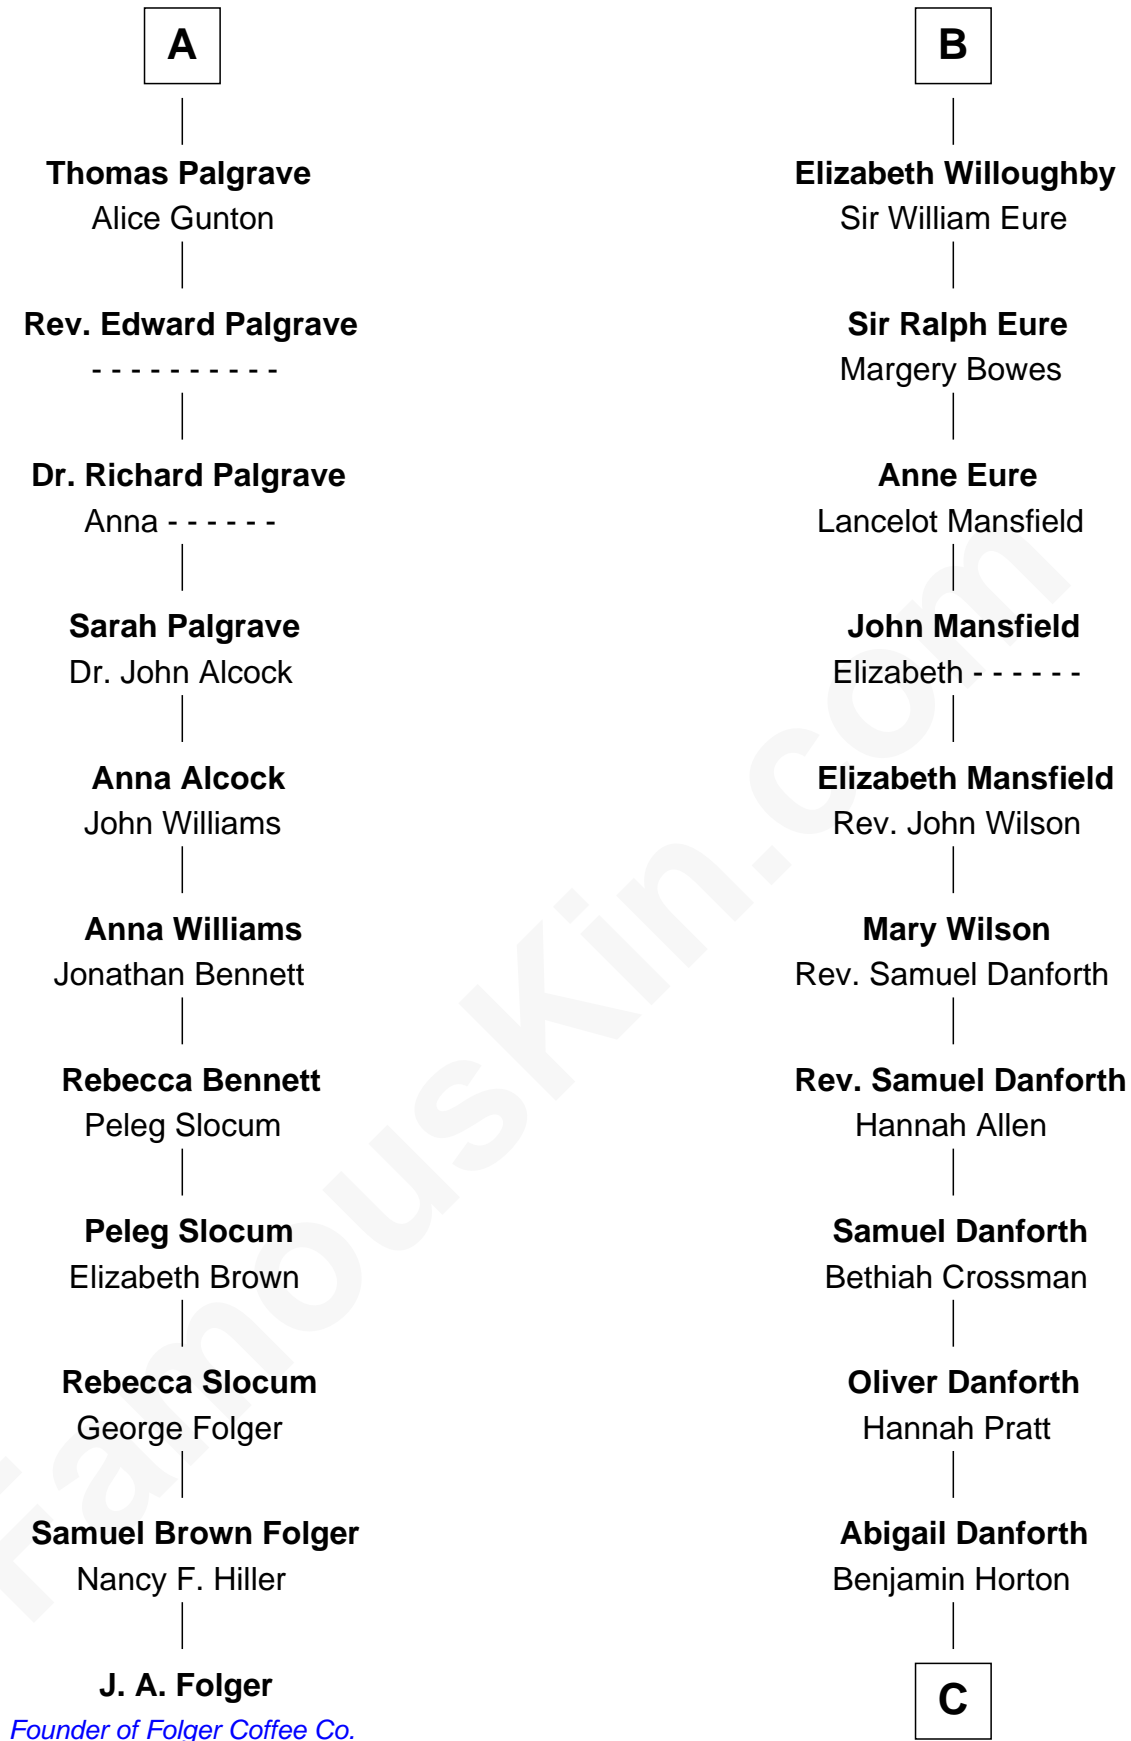 A
Thomas Palgrave
Alice Gunton
Rev. Edward Palgrave
- - - - - - - - - -
Dr. Richard Palgrave
Anna - - - - - -
Sarah Palgrave
Dr. John Alcock
Anna Alcock
John Williams
Anna Williams
Jonathan Bennett
Rebecca Bennett
Peleg Slocum
Peleg Slocum
Elizabeth Brown
Rebecca Slocum
George Folger
Samuel Brown Folger
Nancy F. Hiller
J. A. Folger
Founder of Folger Coffee Co.
B
Elizabeth Willoughby
Sir William Eure
Sir Ralph Eure
Margery Bowes
Anne Eure
Lancelot Mansfield
John Mansfield
Elizabeth - - - - - -
Elizabeth Mansfield
Rev. John Wilson
Mary Wilson
Rev. Samuel Danforth
Rev. Samuel Danforth
Hannah Allen
Samuel Danforth
Bethiah Crossman
Oliver Danforth
Hannah Pratt
Abigail Danforth
Benjamin Horton
C
FamousKin.com